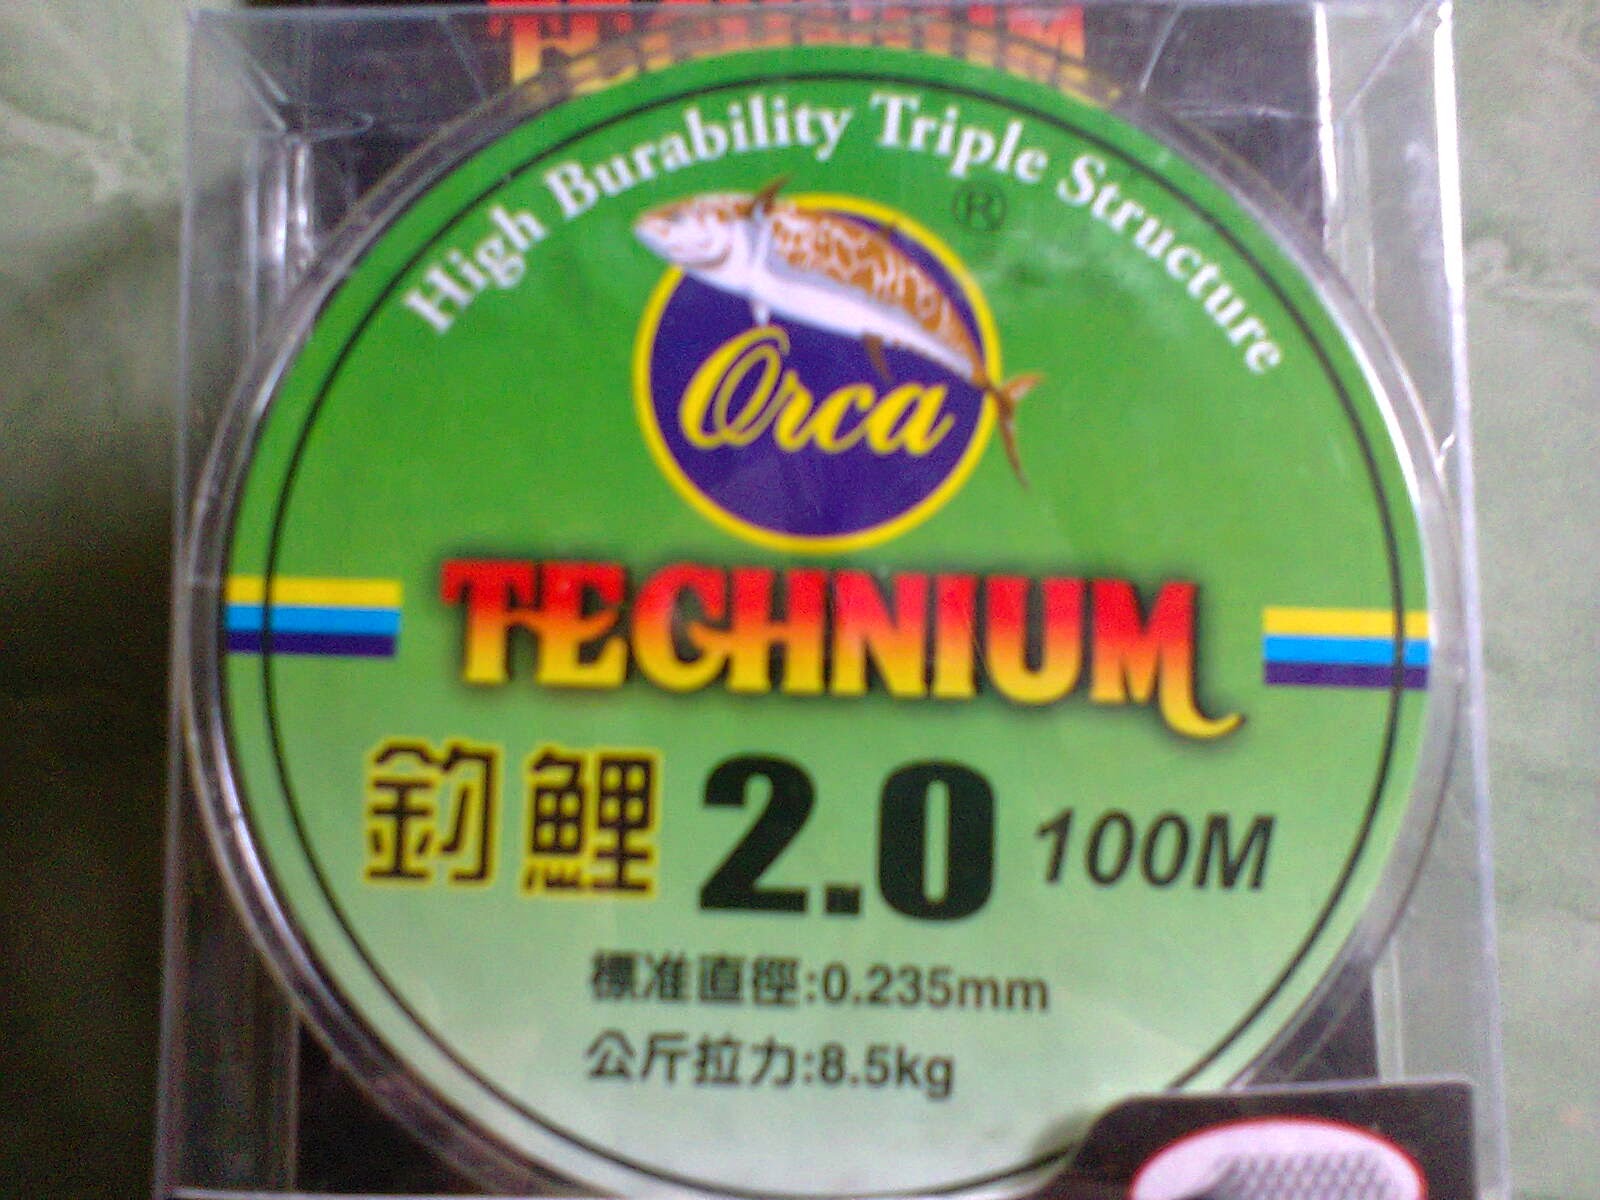 TECHNIUM
High Burability Triple Structure
®
Orca
TECHNIUM
釣鯉 2.0 100M
標准直徑:0.235mm
公斤拉力:8.5kg